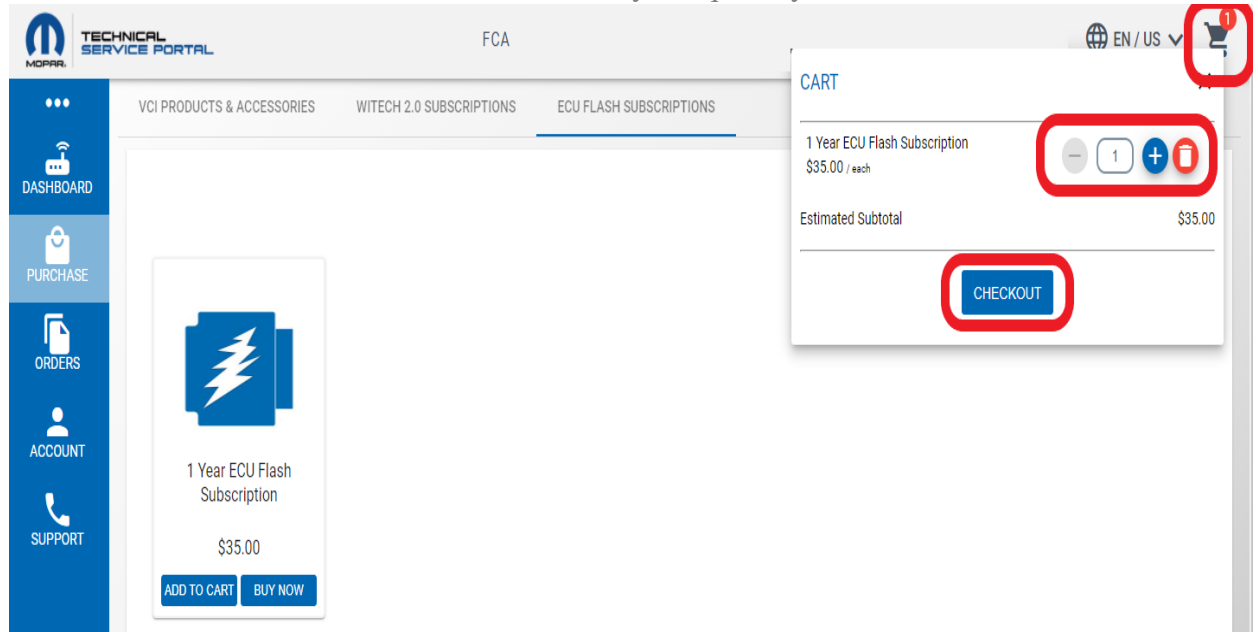 MOPAR.
TECHNICAL
SERVICE PORTAL
FCA
EN / US
1
DASHBOARD
PURCHASE
ORDERS
ACCOUNT
SUPPORT
VCI PRODUCTS & ACCESSORIES
WITECH 2.0 SUBSCRIPTIONS
ECU FLASH SUBSCRIPTIONS
1 Year ECU Flash
Subscription
$35.00
ADD TO CART
BUY NOW
CART
1 Year ECU Flash Subscription
$35.00 / each
1
Estimated Subtotal
$35.00
CHECKOUT